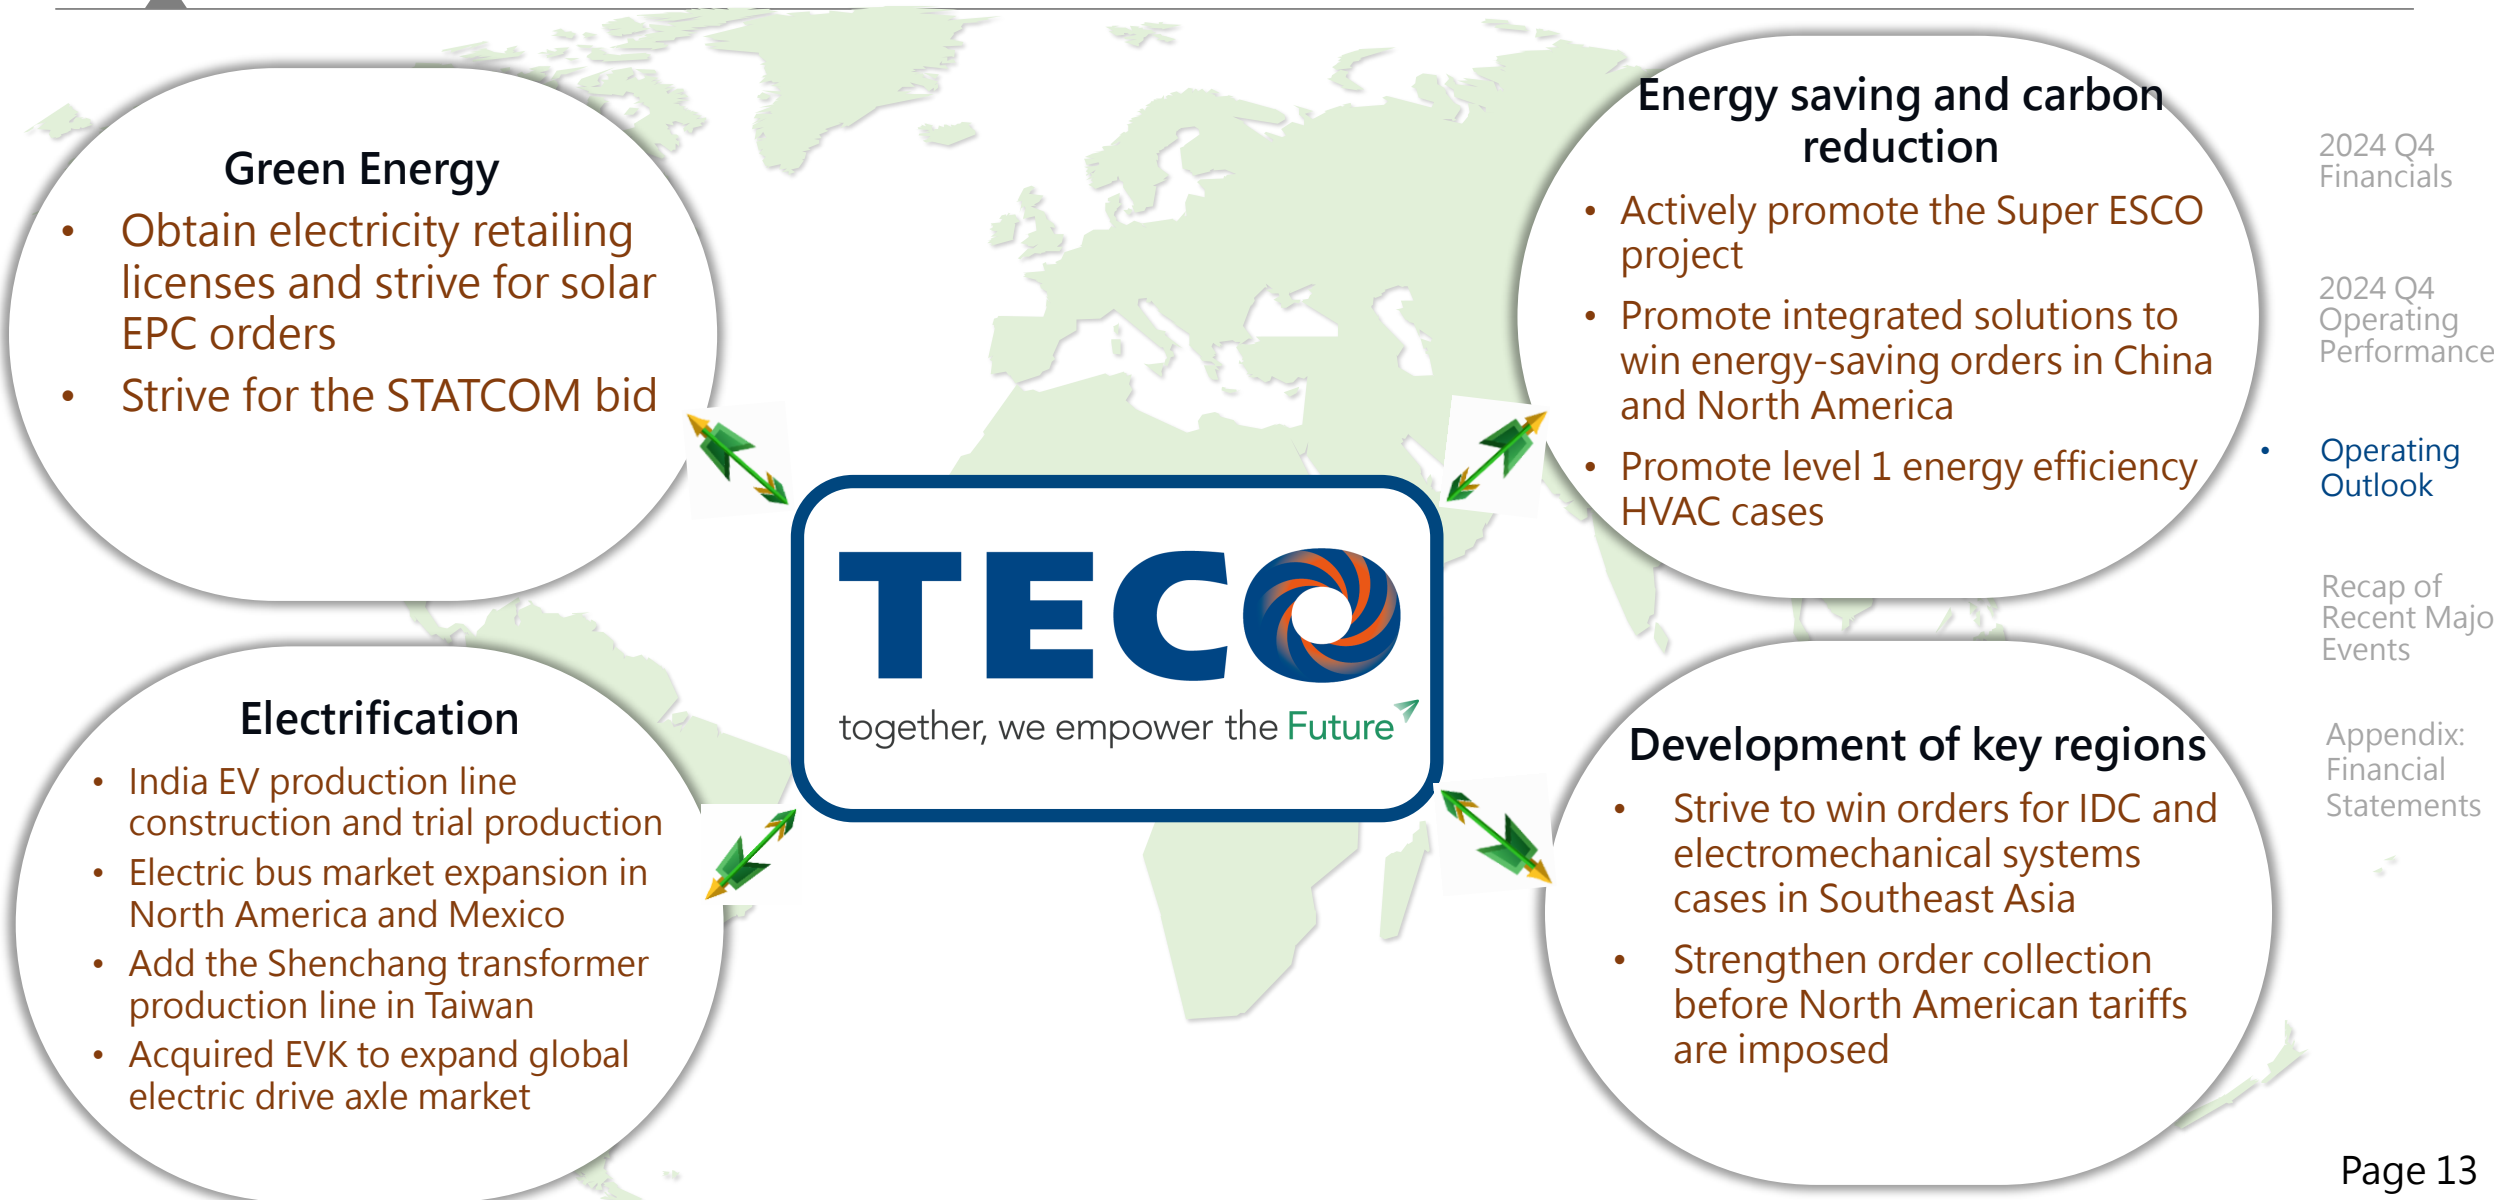 Green Energy
• Obtain electricity retailing
licenses and strive for solar
EPC orders
• Strive for the STATCOM bid
Energy saving and carbon
reduction
• Actively promote the Super ESCO
project
• Promote integrated solutions to
win energy-saving orders in China
and North America
• Promote level 1 energy efficiency
HVAC cases
TECO
together, we empower the Future
Electrification
• India EV production line
construction and trial production
• Electric bus market expansion in
North America and Mexico
• Add the Shenchang transformer
production line in Taiwan
• Acquired EVK to expand global
electric drive axle market
Development of key regions
• Strive to win orders for IDC and
electromechanical systems
cases in Southeast Asia
• Strengthen order collection
before North American tariffs
are imposed
2024 Q4
Financials
2024 Q4
Operating
Performance
• Operating
Outlook
Recap of
Recent Majo
Events
Appendix:
Financial
Statements
Page 13